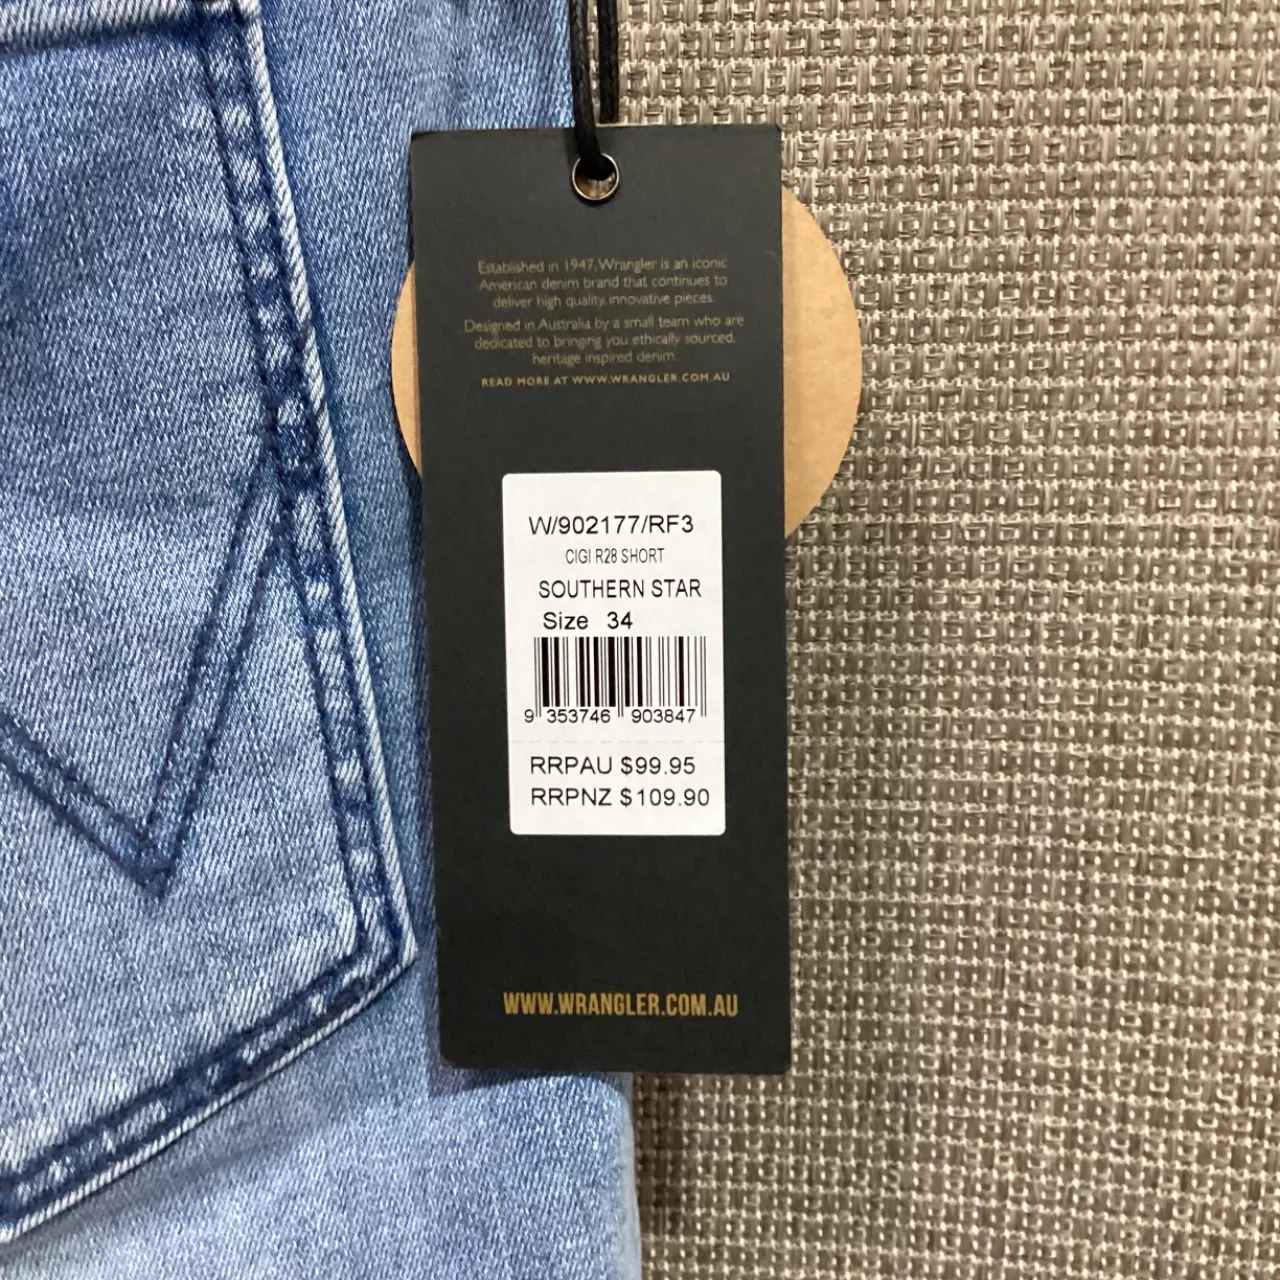 Established in 1947, Wrangler is an iconic
American denim brand that continues to
deliver high quality, innovative pieces.
Designed in Australia by a small team who are
dedicated to bringing you ethically sourced,
heritage inspired denim.
READ MORE AT WWW.WRANGLER.COM.AU
W/902177/RF3
CIGI R28 SHORT
SOUTHERN STAR
Size 34
9 353746 903847
RRPAU $99.95
RRPNZ $109.90
WWW.WRANGLER.COM.AU